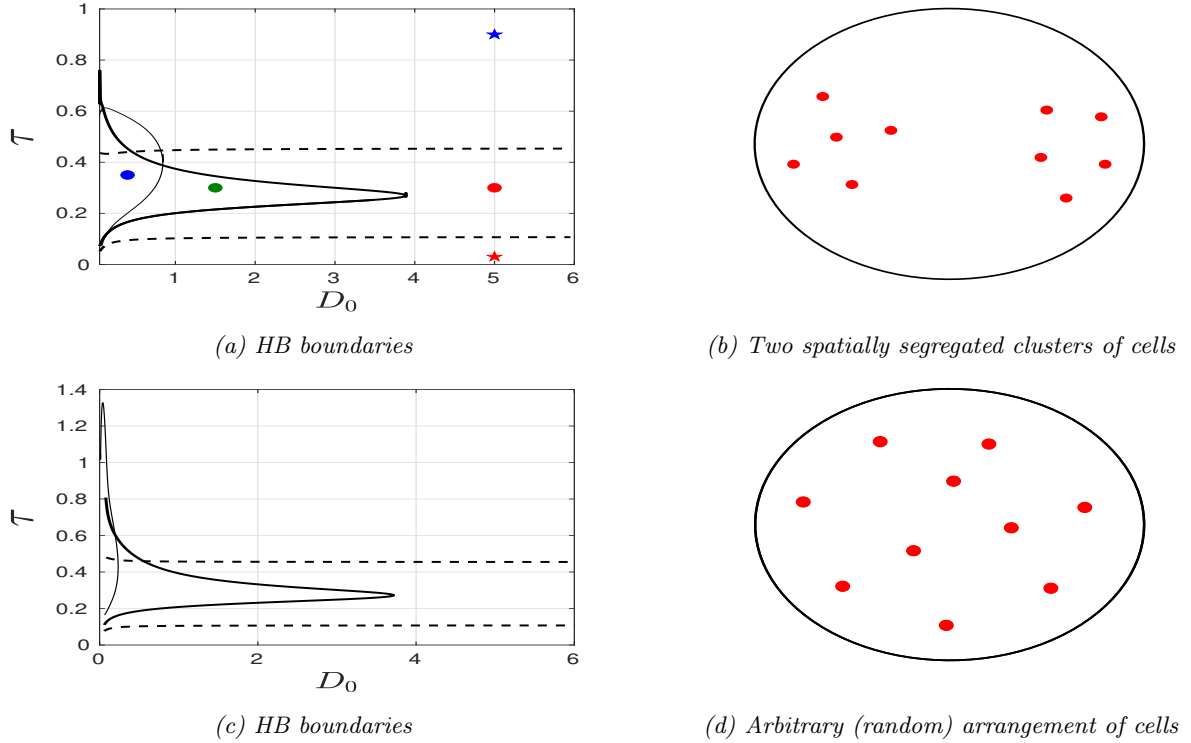 1
0.8
0.6
0.4
0.2
0
τ
1 2 3 4 5 6
D₀
(a) HB boundaries
(b) Two spatially segregated clusters of cells
1.4
1.2
1
0.8
0.6
0.4
0.2
0
τ
0 2 4 6
D₀
(c) HB boundaries
(d) Arbitrary (random) arrangement of cells